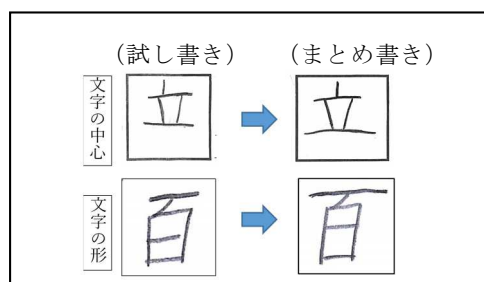 (試し書き) (まとめ書き)
文字の中心
立 立
文字の形
百 百